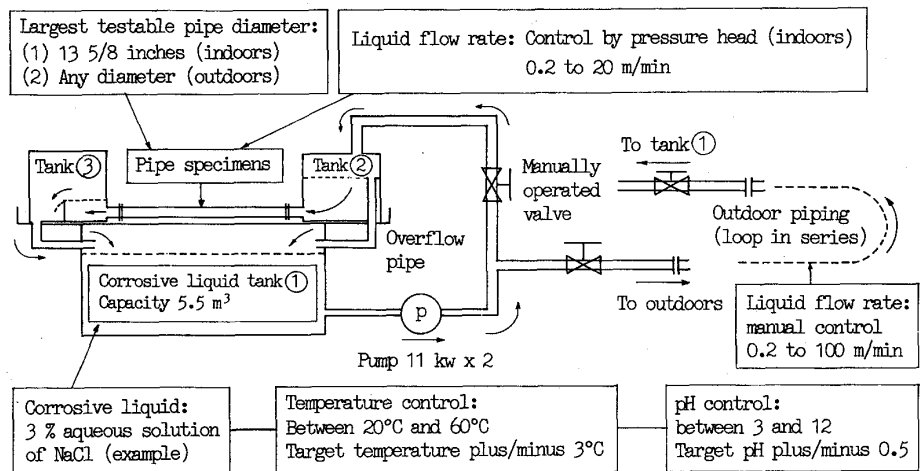 Largest testable pipe diameter:
(1) 13 5/8 inches (indoors)
(2) Any diameter (outdoors)
Liquid flow rate: Control by pressure head (indoors)
0.2 to 20 m/min
Tank③
Pipe specimens
Tank②
Manually
operated
valve
To tank①
Outdoor piping
(loop in series)
Overflow
pipe
Corrosive liquid tank①
Capacity 5.5 m³
P
To outdoors
Pump 11 kw x 2
Liquid flow rate:
manual control
0.2 to 100 m/min
Corrosive liquid:
3 % aqueous solution
of NaCl (example)
Temperature control:
Between 20°C and 60°C
Target temperature plus/minus 3°C
pH control:
between 3 and 12
Target pH plus/minus 0.5